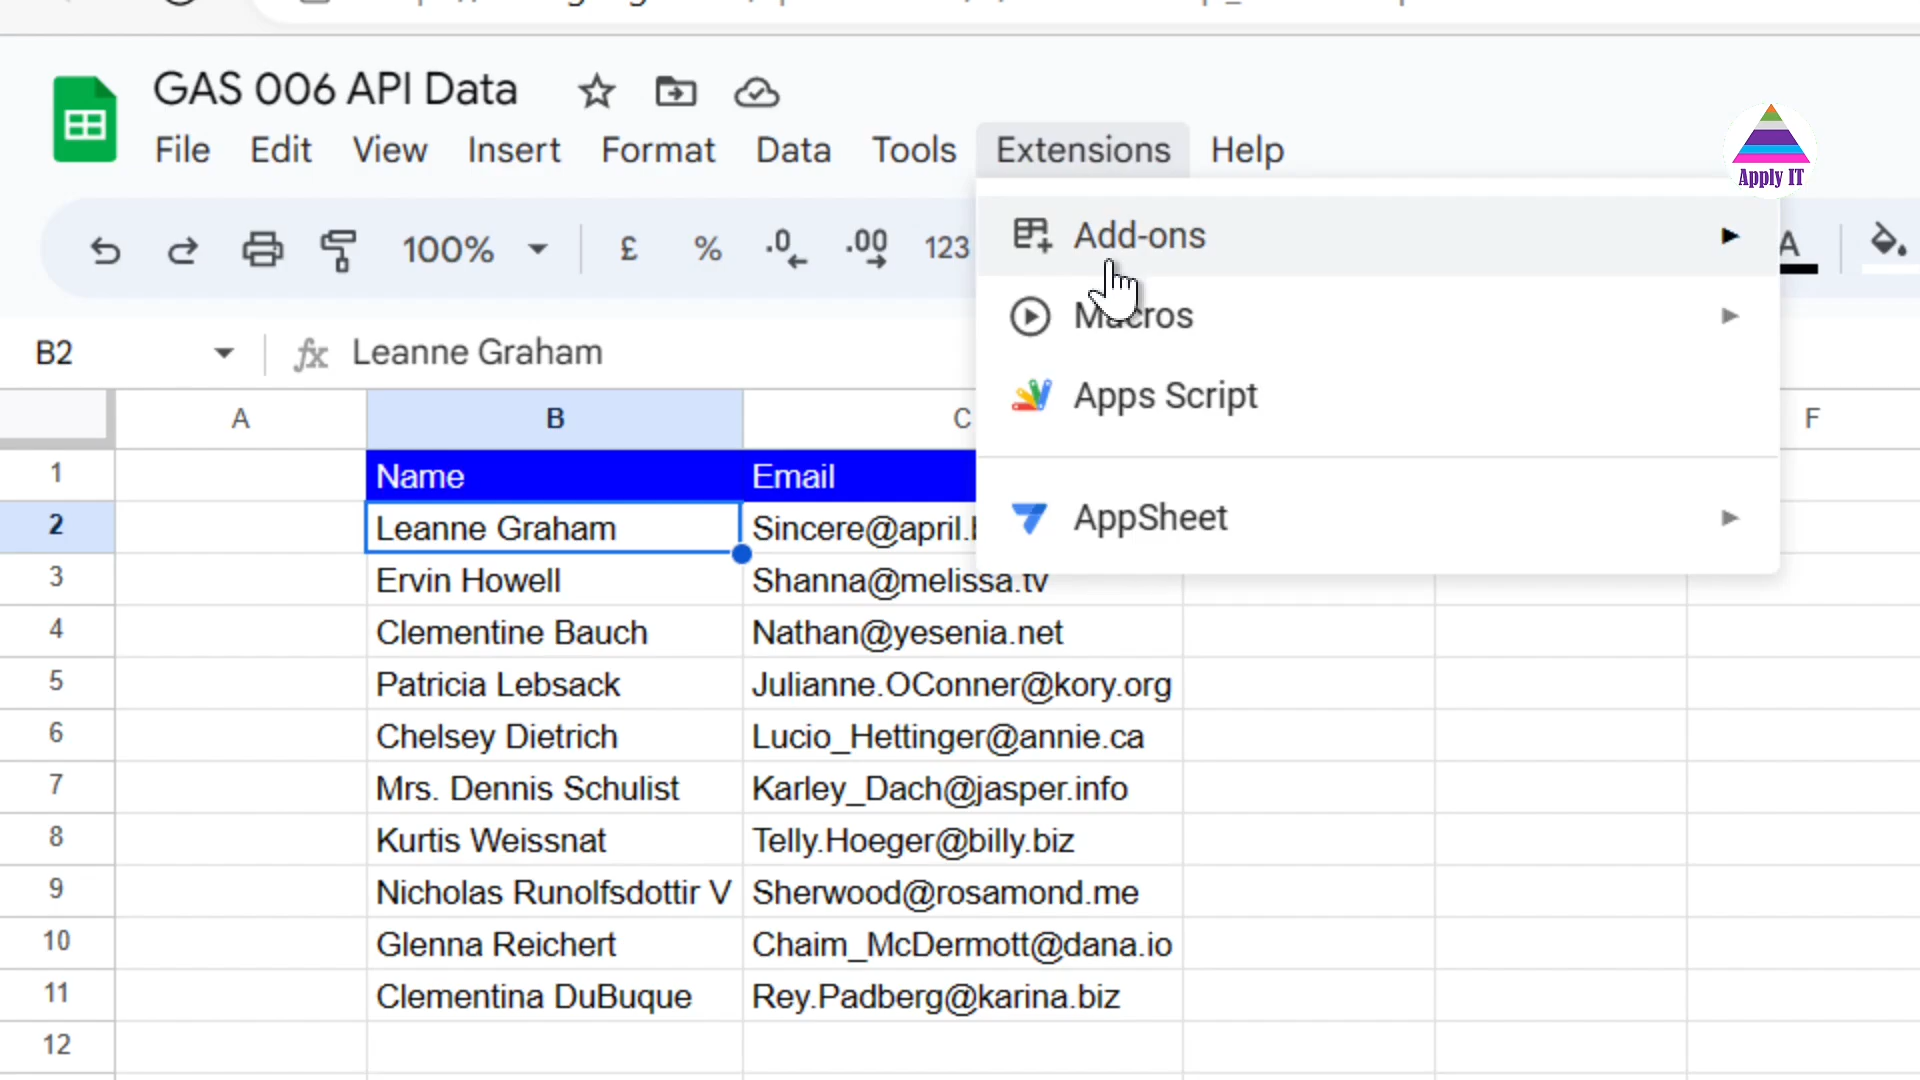 GAS 006 API Data
File Edit View Insert Format Data Tools Extensions Help
Apply IT
100% £ % .0 .00 123 A
Add-ons
Macros
Apps Script
AppSheet
B2 fx Leanne Graham
A B C F
1 Name Email
2 Leanne Graham Sincere@april.
3 Ervin Howell Shanna@melissa.tv
4 Clementine Bauch Nathan@yesenia.net
5 Patricia Lebsack Julianne.OConner@kory.org
6 Chelsey Dietrich Lucio_Hettinger@annie.ca
7 Mrs. Dennis Schulist Karley_Dach@jasper.info
8 Kurtis Weissnat Telly.Hoeger@billy.biz
9 Nicholas Runolfsdottir V Sherwood@rosamond.me
10 Glenna Reichert Chaim_McDermott@dana.io
11 Clementina DuBuque Rey.Padberg@karina.biz
12